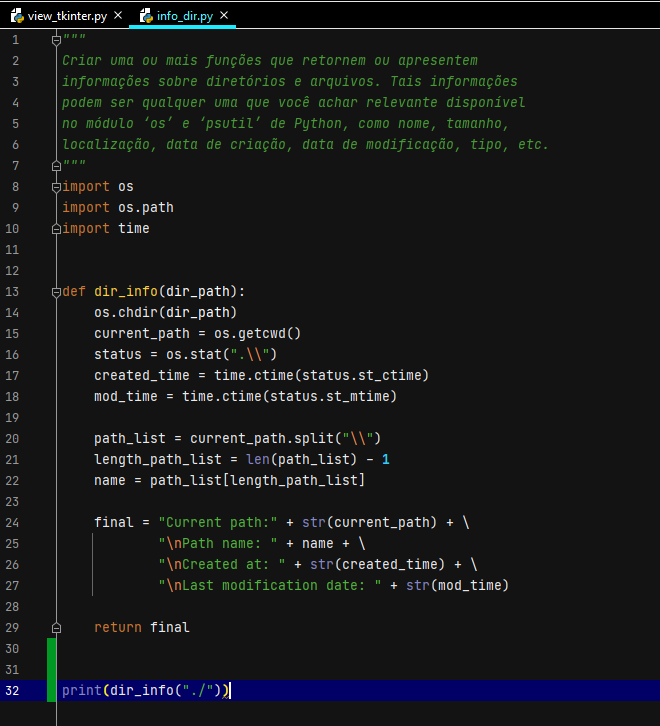 view_tkinter.py × info_dir.py ×
1 """
2 Criar uma ou mais funções que retornem ou apresentem
3 informações sobre diretórios e arquivos. Tais informações
4 podem ser qualquer uma que você achar relevante disponível
5 no módulo ‘os’ e ‘psutil’ de Python, como nome, tamanho,
6 localização, data de criação, data de modificação, tipo, etc.
7 """
8 import os
9 import os.path
10 import time
11
12
13 def dir_info(dir_path):
14     os.chdir(dir_path)
15     current_path = os.getcwd()
16     status = os.stat(".\\")
17     created_time = time.ctime(status.st_ctime)
18     mod_time = time.ctime(status.st_mtime)
19
20     path_list = current_path.split("\\")
21     length_path_list = len(path_list) - 1
22     name = path_list[length_path_list]
23
24     final = "Current path:" + str(current_path) + \
25             "\nPath name: " + name + \
26             "\nCreated at: " + str(created_time) + \
27             "\nLast modification date: " + str(mod_time)
28
29     return final
30
31
32 print(dir_info("./"))